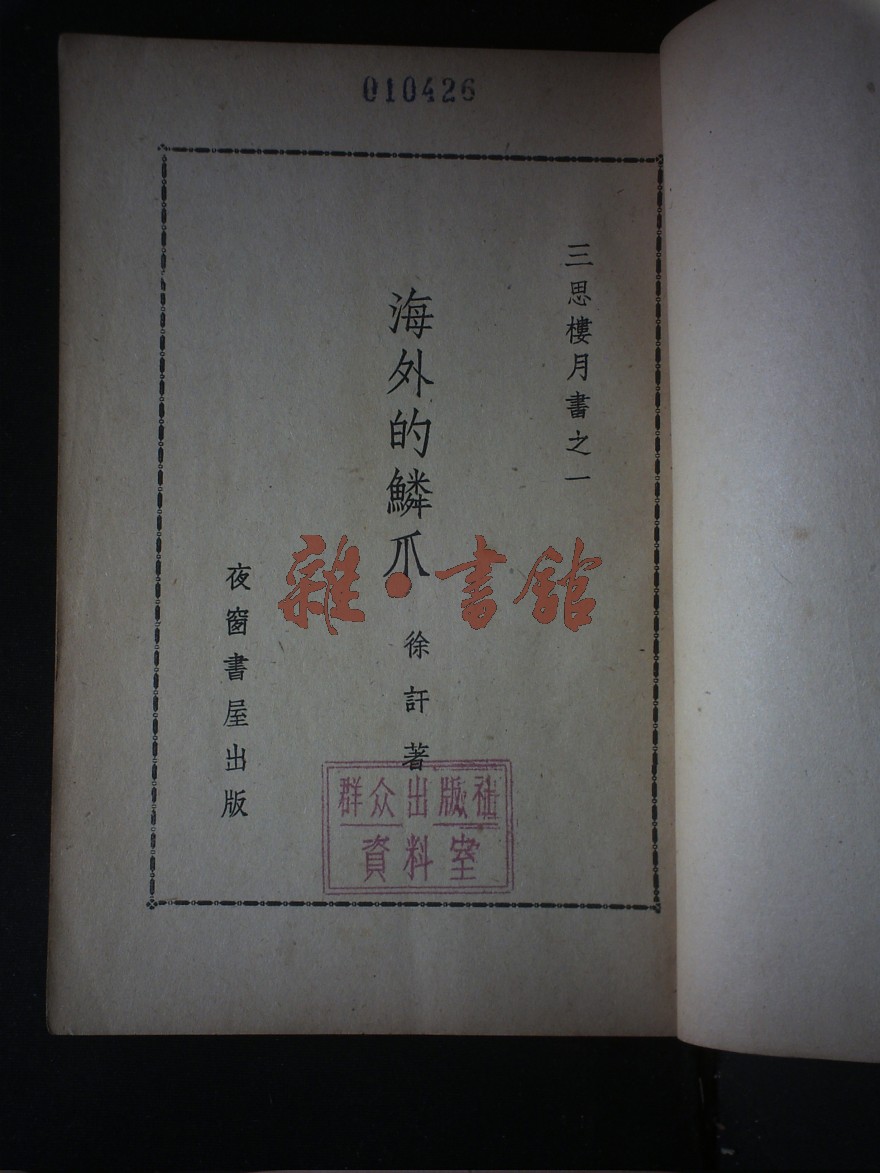 010426
三思樓月書之一
海外的鱗爪
徐訏著
夜窗書屋出版
雜·書館
群众出版社
資料室